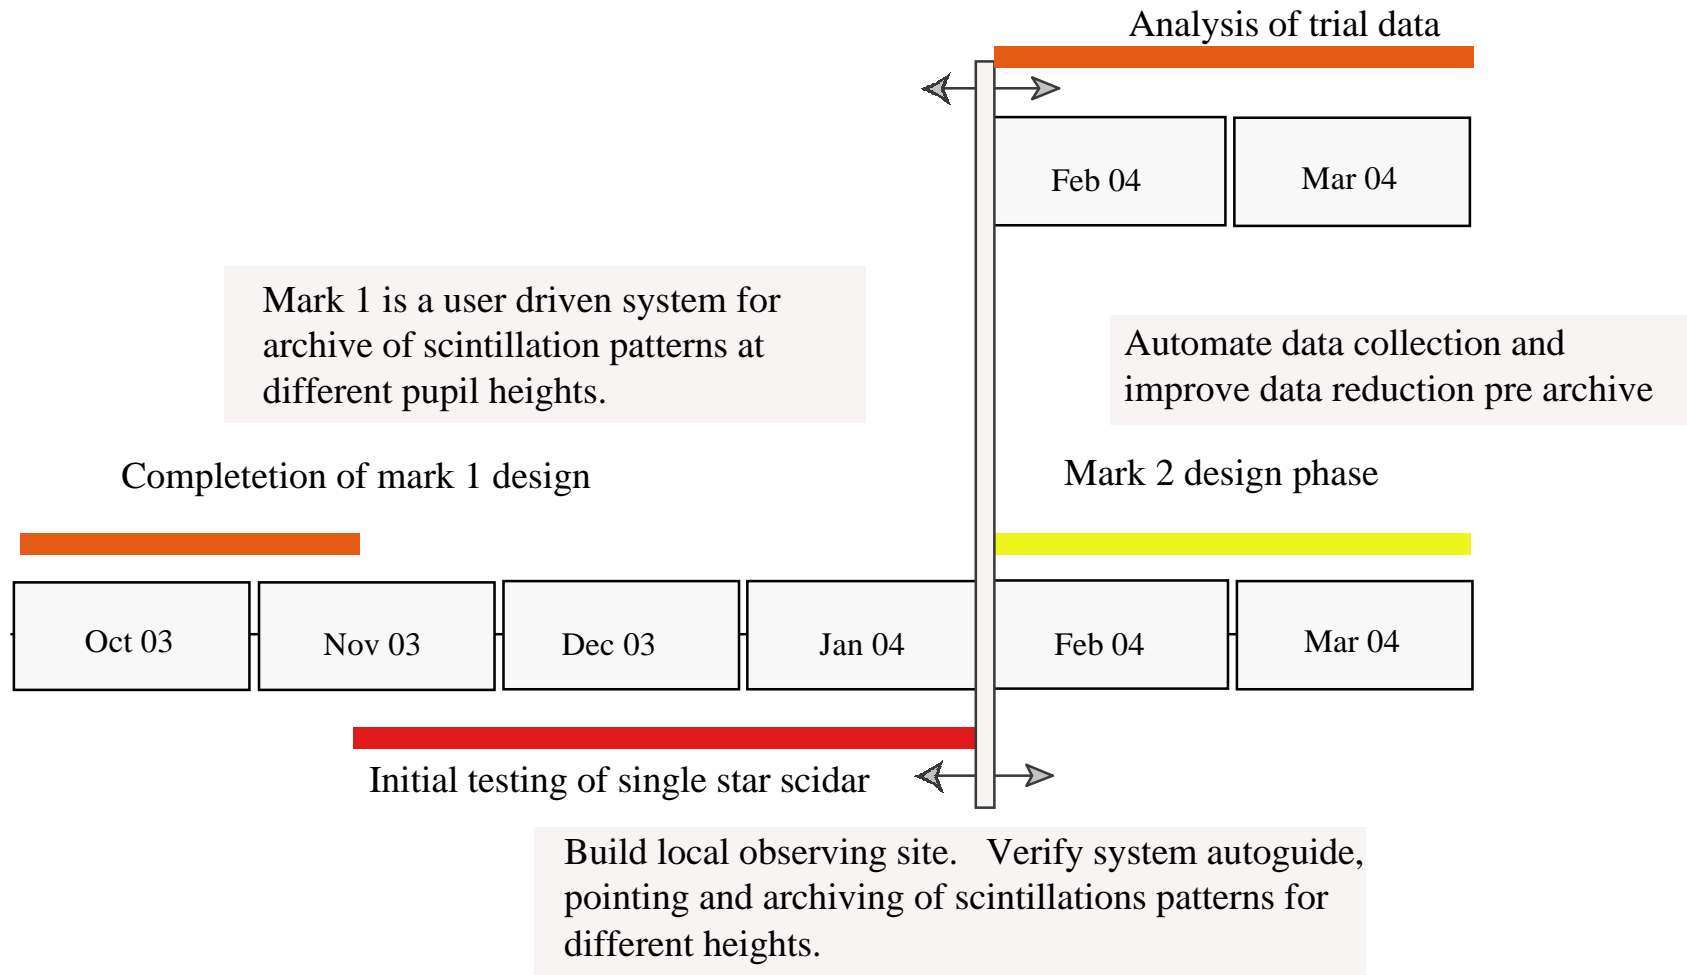 Analysis of trial data
Feb 04
Mar 04
Mark 1 is a user driven system for
archive of scintillation patterns at
different pupil heights.
Automate data collection and
improve data reduction pre archive
Completetion of mark 1 design
Mark 2 design phase
Oct 03
Nov 03
Dec 03
Jan 04
Feb 04
Mar 04
Initial testing of single star scidar
Build local observing site. Verify system autoguide,
pointing and archiving of scintillations patterns for
different heights.